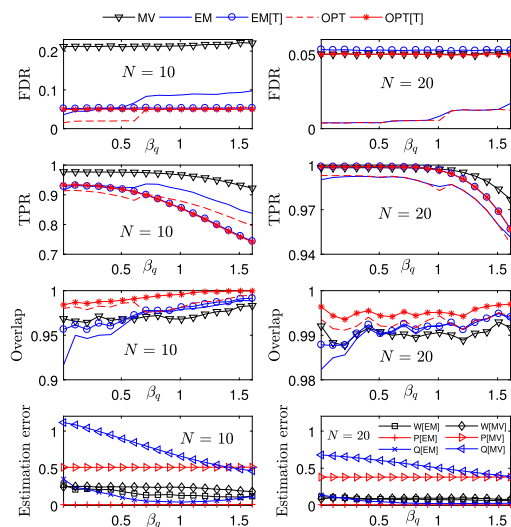 MV EM EM[T] OPT OPT[T]
FDR
0.2
0.1
0
N = 10
0.5 1 1.5
β_q
FDR
0.05
0
N = 20
0.5 1 1.5
β_q
TPR
1
0.9
0.8
0.7
N = 10
0.5 1 1.5
β_q
TPR
1
0.97
0.94
N = 20
0.5 1 1.5
β_q
Overlap
1
0.95
0.9
N = 10
0.5 1 1.5
β_q
Overlap
1
0.99
0.98
N = 20
0.5 1 1.5
β_q
Estimation error
1
0.5
0
N = 10
0.5 1 1.5
β_q
Estimation error
1
0.5
0
N = 20
W[EM] W[MV]
P[EM] P[MV]
Q[EM] Q[MV]
0.5 1 1.5
β_q